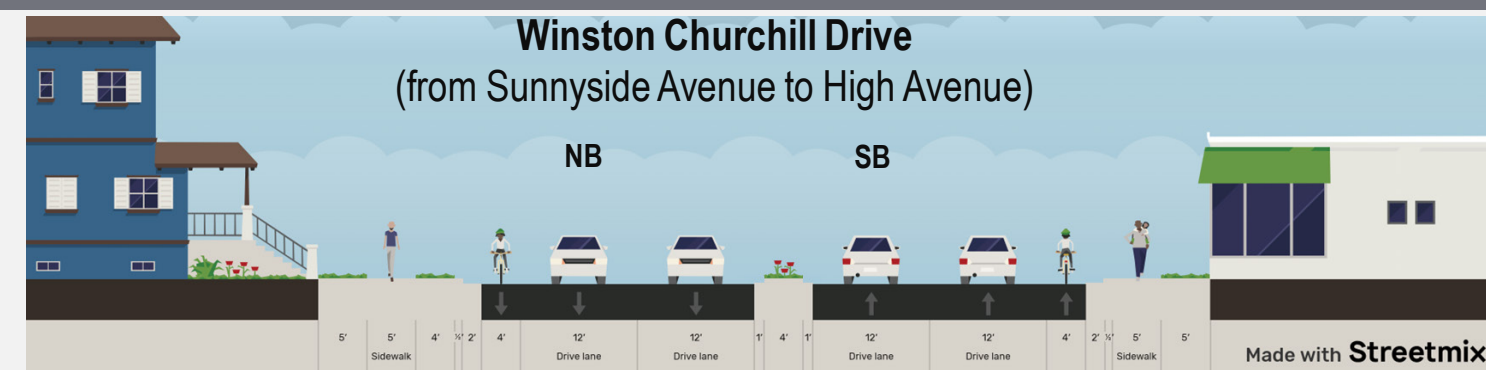 Winston Churchill Drive
(from Sunnyside Avenue to High Avenue)
NB SB
5' 5' 4' ½' 2' 4' 12' 12' 1' 4' 1' 12' 12' 4' 2' ½' 5' 5'
Sidewalk Drive lane Drive lane Drive lane Drive lane Sidewalk
Made with Streetmix